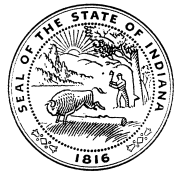 SEAL OF THE STATE OF INDIANA
1816